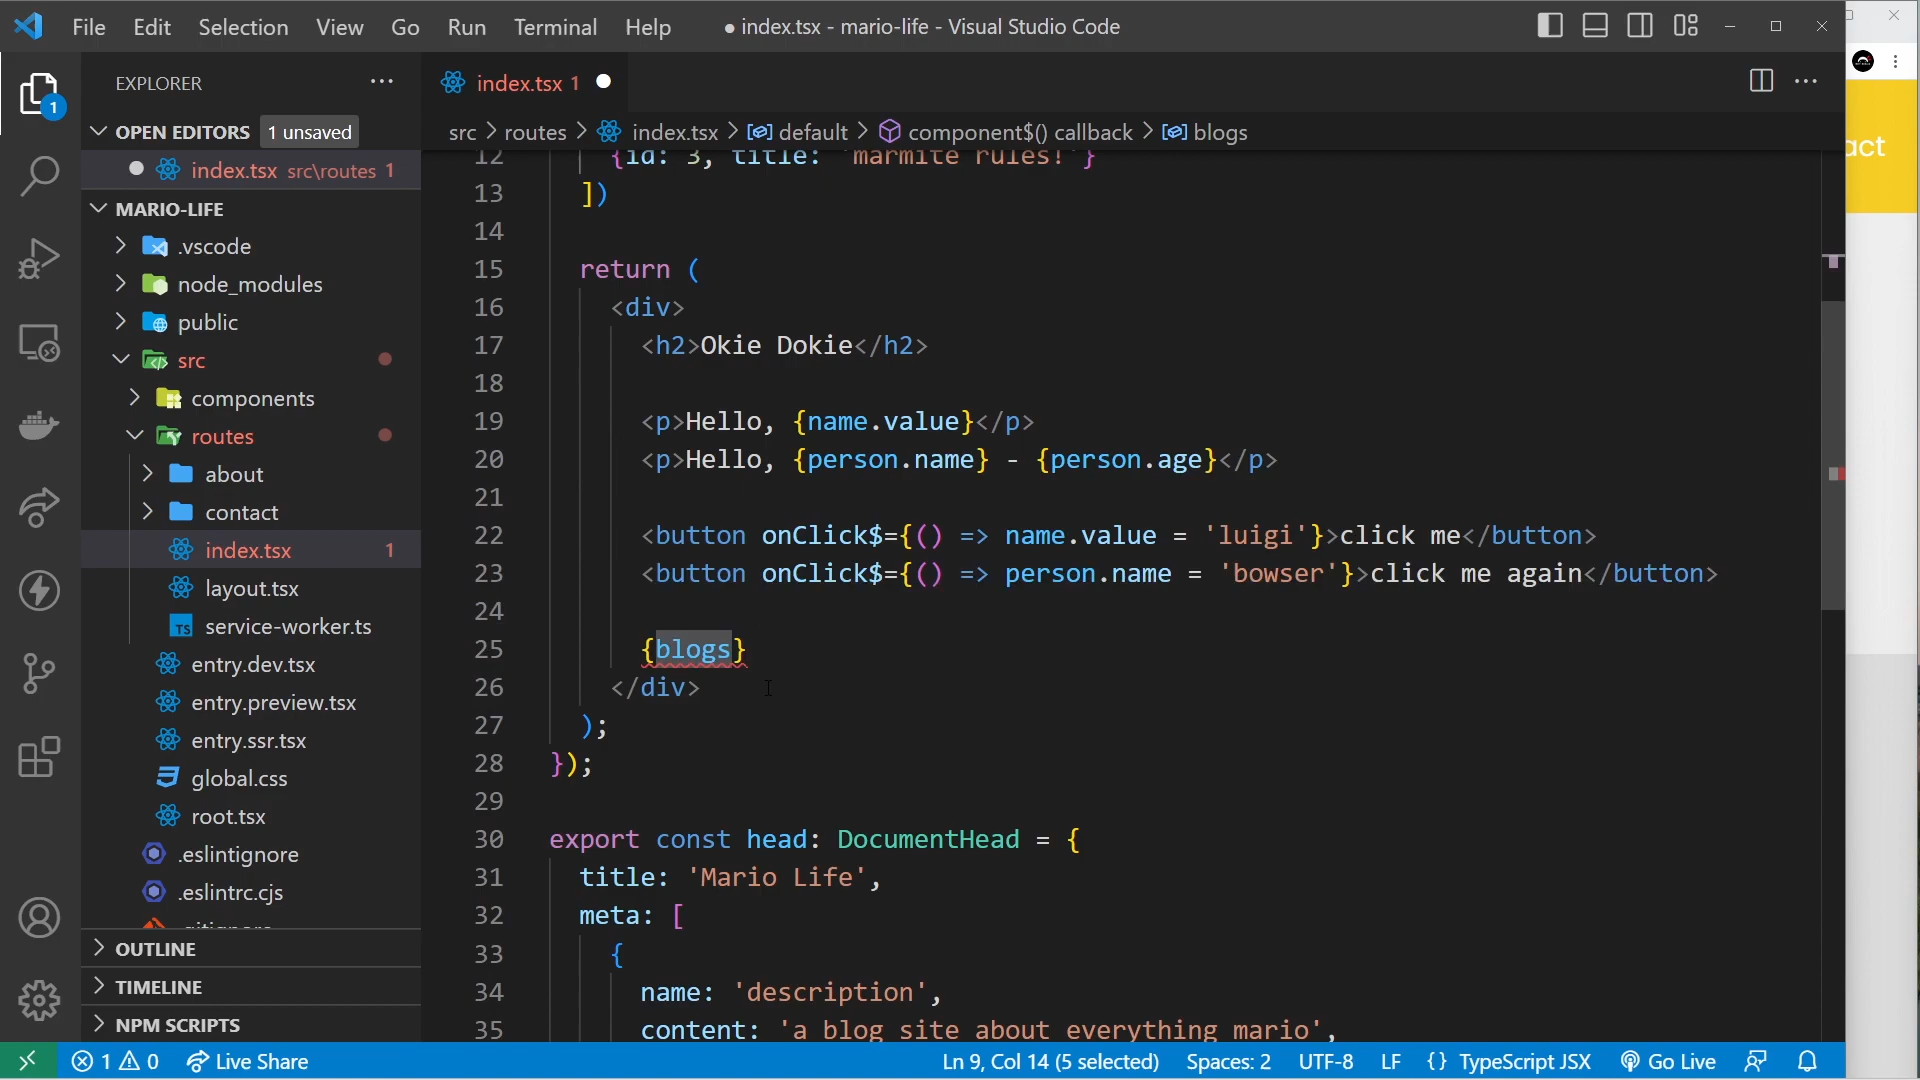 File Edit Selection View Go Run Terminal Help ● index.tsx - mario-life - Visual Studio Code
EXPLORER
index.tsx 1
act
OPEN EDITORS 1 unsaved
src > routes > index.tsx > default > component$() callback > blogs
index.tsx src\routes 1
MARIO-LIFE
.vscode
node_modules
public
src
components
routes
about
contact
index.tsx 1
layout.tsx
service-worker.ts
entry.dev.tsx
entry.preview.tsx
entry.ssr.tsx
global.css
root.tsx
.eslintignore
.eslintrc.cjs
.gitignore
OUTLINE
TIMELINE
NPM SCRIPTS
12 {id: 3, title: 'marmite rules!'}
13 ])
14
15 return (
16 <div>
17 <h2>Okie Dokie</h2>
18
19 <p>Hello, {name.value}</p>
20 <p>Hello, {person.name} - {person.age}</p>
21
22 <button onClick$={() => name.value = 'luigi'}>click me</button>
23 <button onClick$={() => person.name = 'bowser'}>click me again</button>
24
25 {blogs}
26 </div>
27 );
28 });
29
30 export const head: DocumentHead = {
31 title: 'Mario Life',
32 meta: [
33 {
34 name: 'description',
35 content: 'a blog site about everything mario',
1 0 Live Share Ln 9, Col 14 (5 selected) Spaces: 2 UTF-8 LF {} TypeScript JSX Go Live